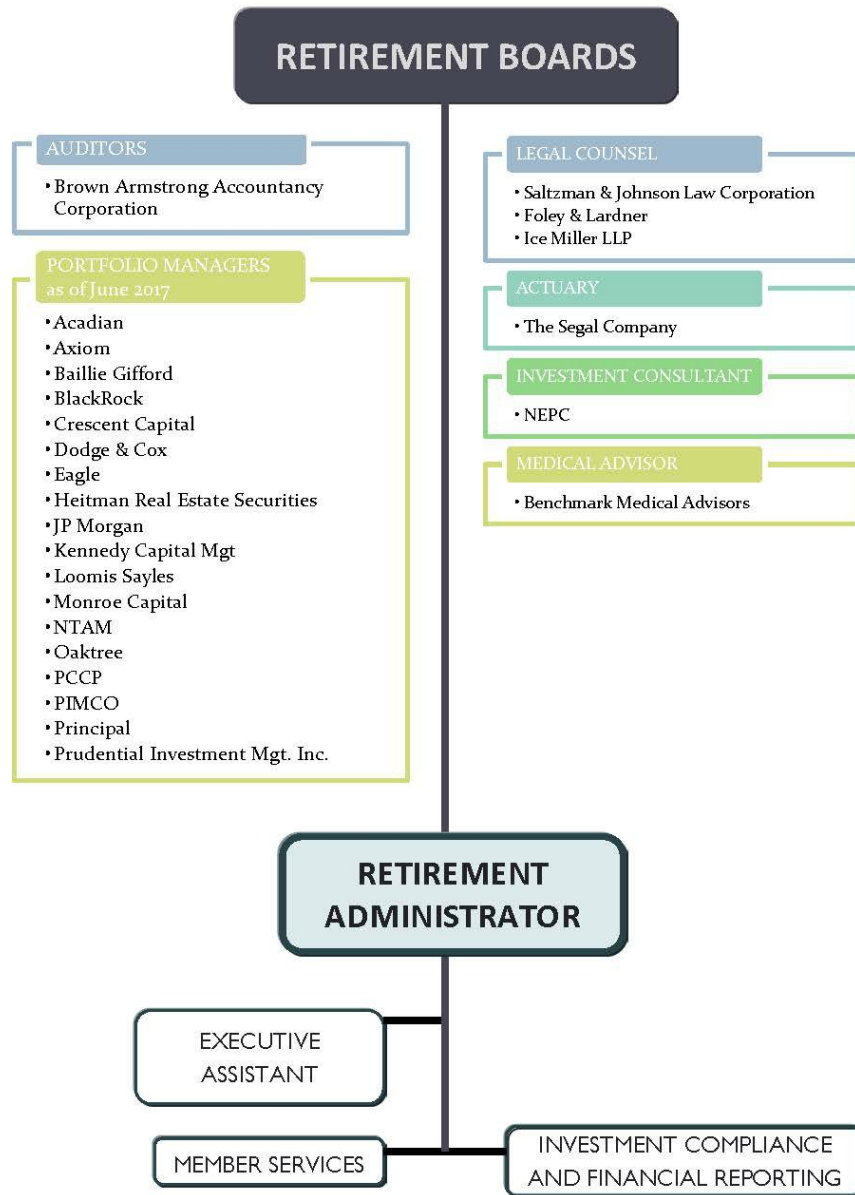 RETIREMENT BOARDS
AUDITORS
• Brown Armstrong Accountancy
Corporation
PORTFOLIO MANAGERS
as of June 2017
• Acadian
• Axiom
• Baillie Gifford
• BlackRock
• Crescent Capital
• Dodge & Cox
• Eagle
• Heitman Real Estate Securities
• JP Morgan
• Kennedy Capital Mgt
• Loomis Sayles
• Monroe Capital
• NTAM
• Oaktree
• PCCP
• PIMCO
• Principal
• Prudential Investment Mgt. Inc.
LEGAL COUNSEL
• Saltzman & Johnson Law Corporation
• Foley & Lardner
• Ice Miller LLP
ACTUARY
• The Segal Company
INVESTMENT CONSULTANT
• NEPC
MEDICAL ADVISOR
• Benchmark Medical Advisors
RETIREMENT
ADMINISTRATOR
EXECUTIVE
ASSISTANT
MEMBER SERVICES
INVESTMENT COMPLIANCE
AND FINANCIAL REPORTING